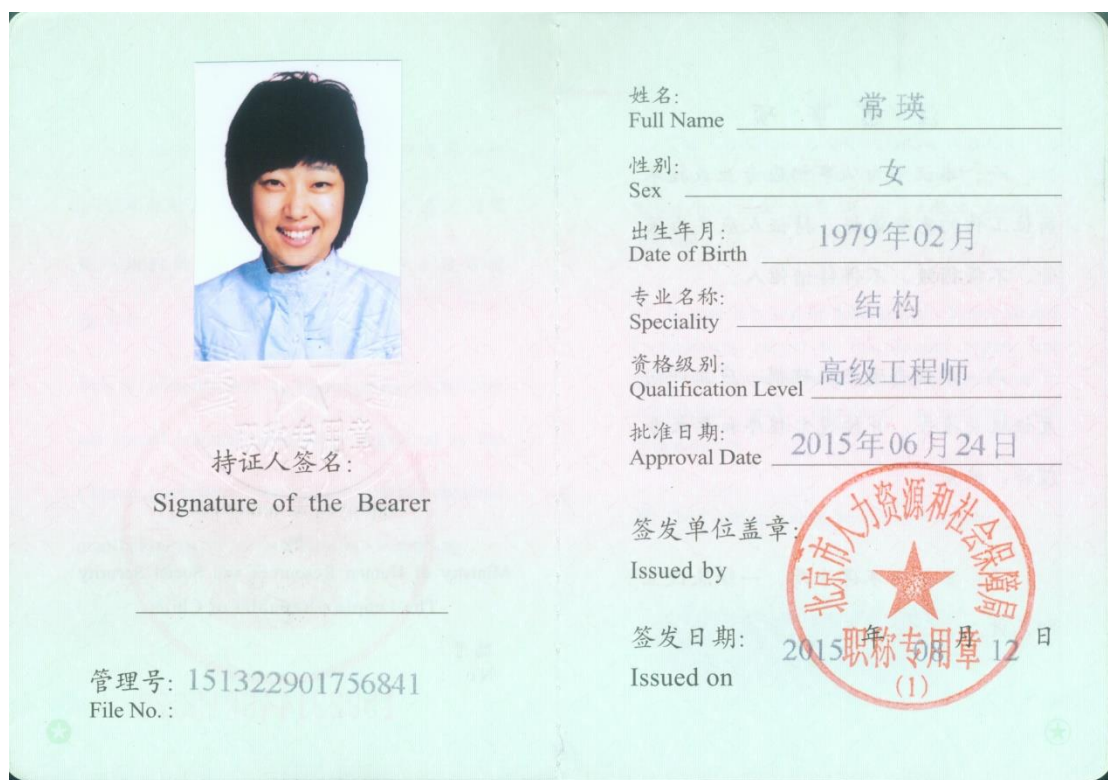 职称专用章
持证人签名:
Signature of the Bearer
管理号: 151322901756841
File No. :
姓名: 常瑛
Full Name
性别: 女
Sex
出生年月: 1979年02月
Date of Birth
专业名称: 结构
Speciality
资格级别: 高级工程师
Qualification Level
批准日期: 2015年06月24日
Approval Date
签发单位盖章:
Issued by
北京市人力资源和社会保障局
职称专用章
(1)
签发日期: 2015 年 08 月 12 日
Issued on